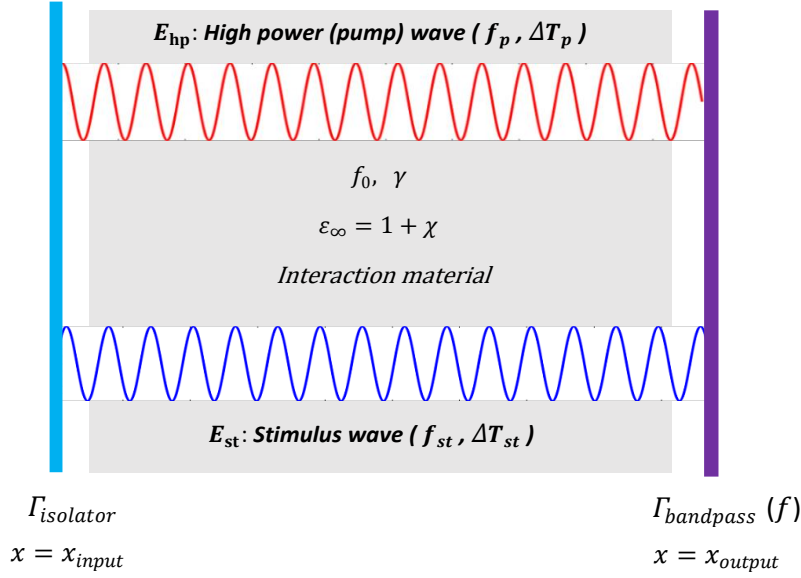 E_hp: High power (pump) wave ( f_p , ΔT_p )
f_0, γ
ε_∞ = 1 + χ
Interaction material
E_st: Stimulus wave ( f_st , ΔT_st )
Γ_isolator
x = x_input
Γ_bandpass (f)
x = x_output